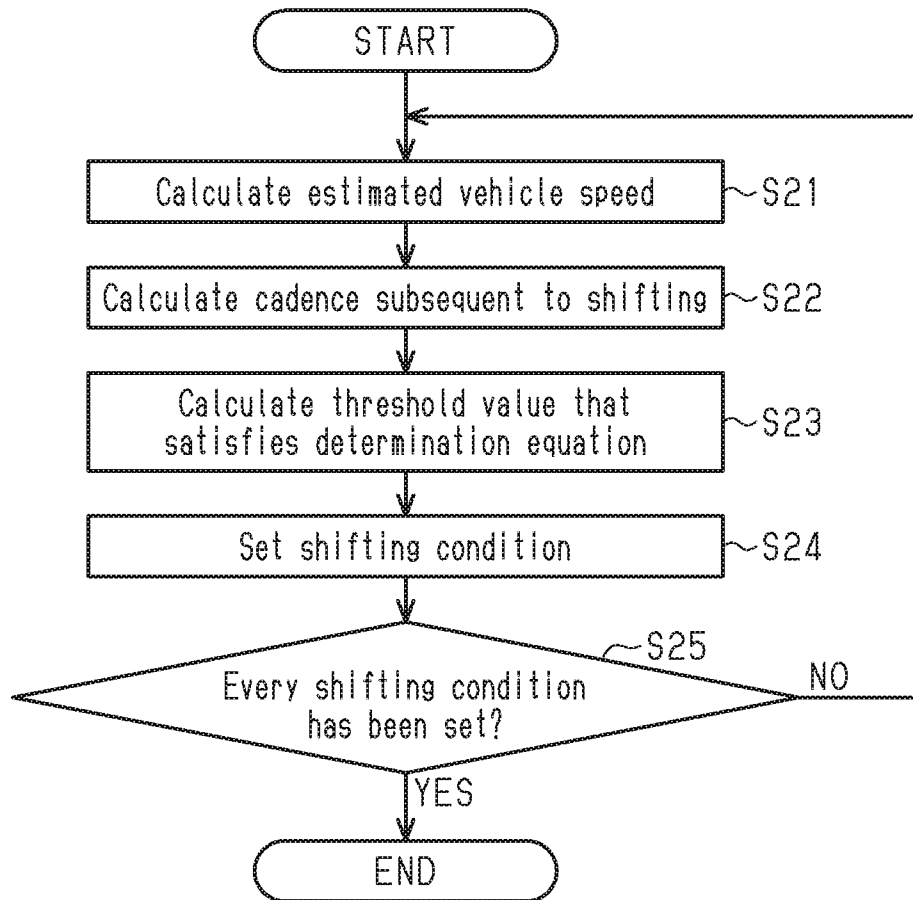 START
Calculate estimated vehicle speed
S21
Calculate cadence subsequent to shifting
S22
Calculate threshold value that
satisfies determination equation
S23
Set shifting condition
S24
S25
Every shifting condition
has been set?
NO
YES
END